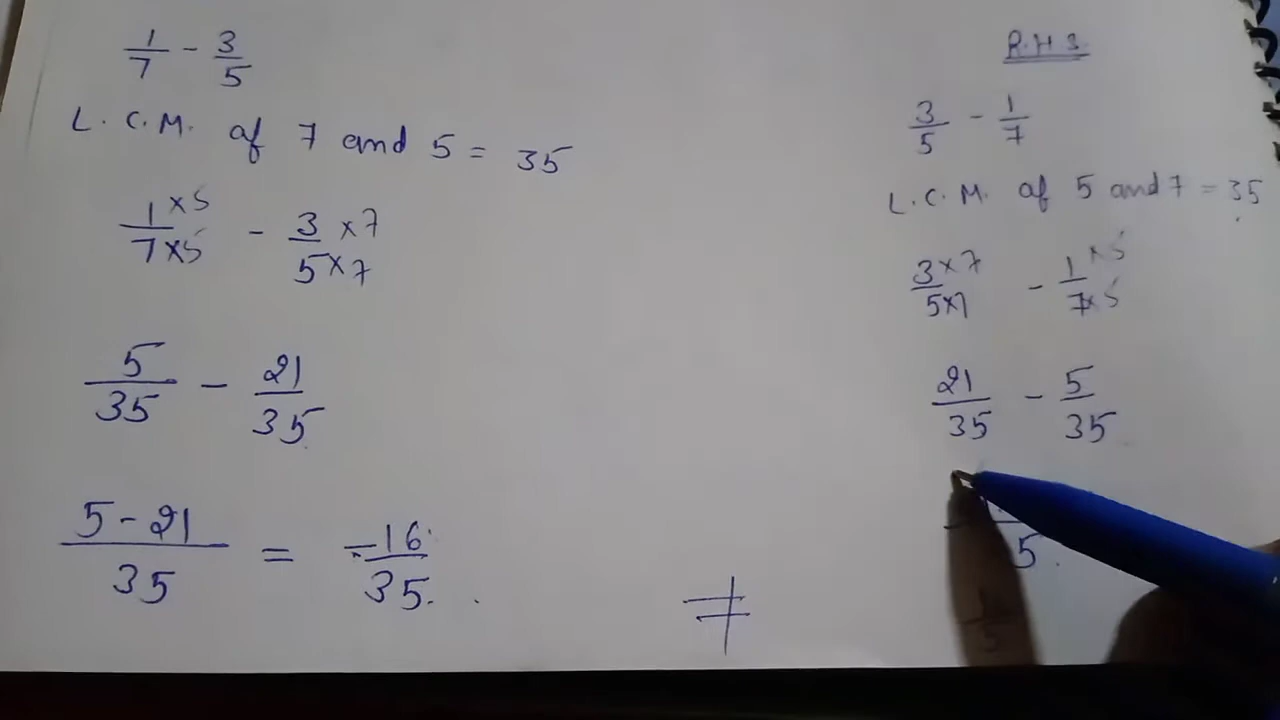 1/7 - 3/5
L.C.M. of 7 and 5 = 35
1×5/7×5 - 3×7/5×7
5/35 - 21/35
5-21/35 = -16/35
≠
R.H.S.
3/5 - 1/7
L.C.M. of 5 and 7 = 35
3×7/5×7 - 1×5/7×5
21/35 - 5/35
5